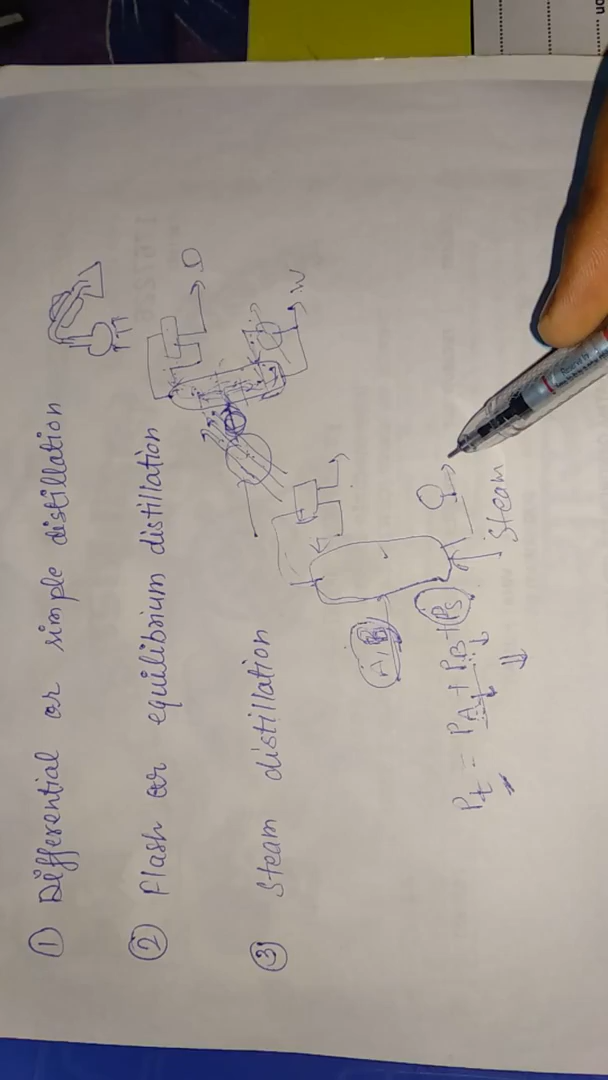 ① Differential or simple distillation
② Flash or equilibrium distillation
D
W
③ Steam distillation
A, B
Steam
Pt = PA + PB + PS